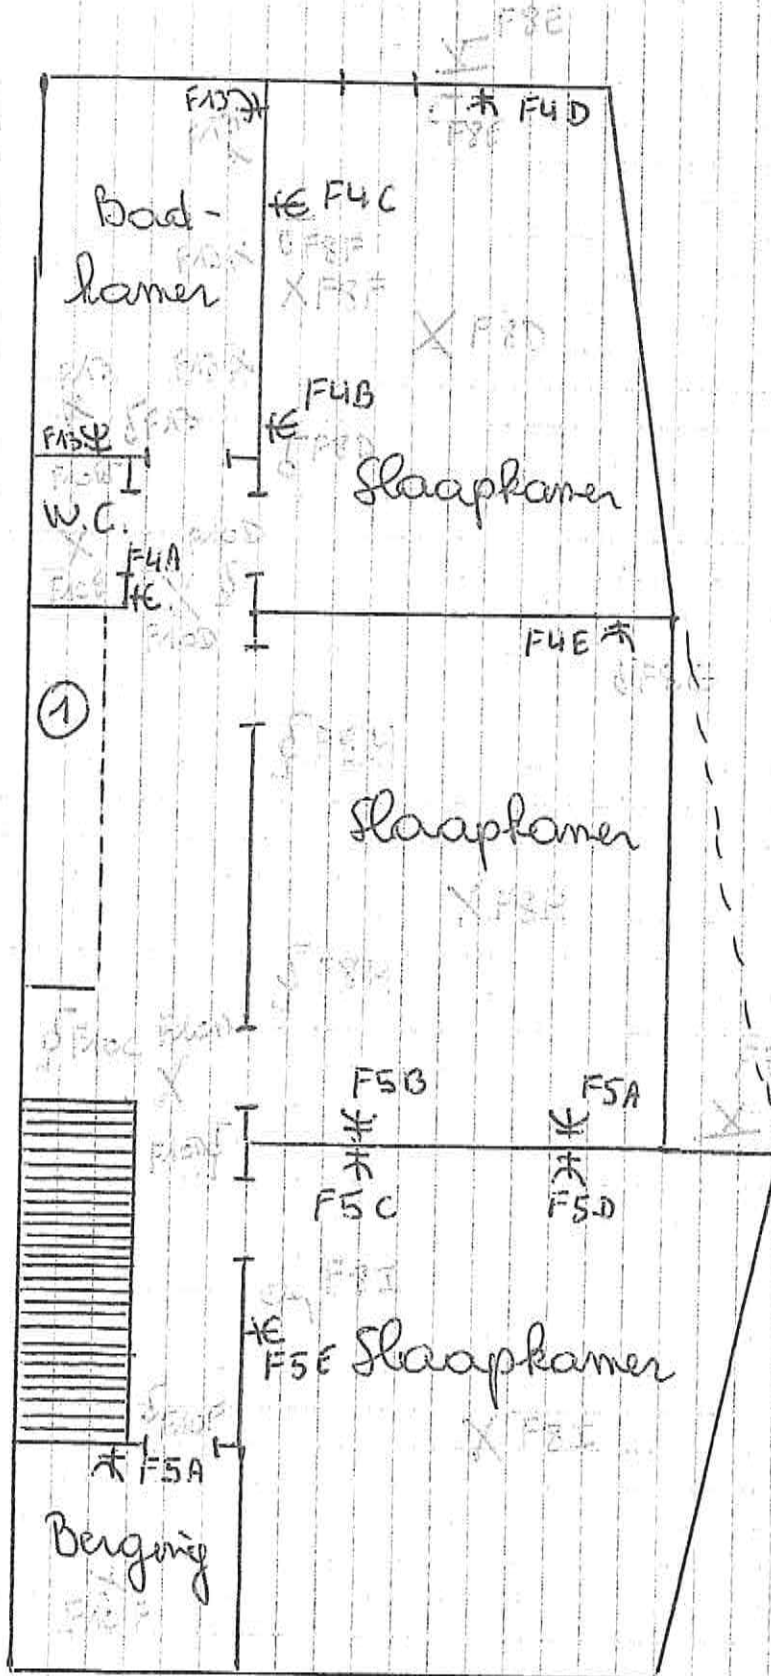 F13
F4D
Bad-
kamer
F4C
F4B
F13
Slaapkamer
W.C.
F4A
F4E
1
Slaapkamer
F5B
F5A
F5C
F5D
F5E
Slaapkamer
F5A
Berging